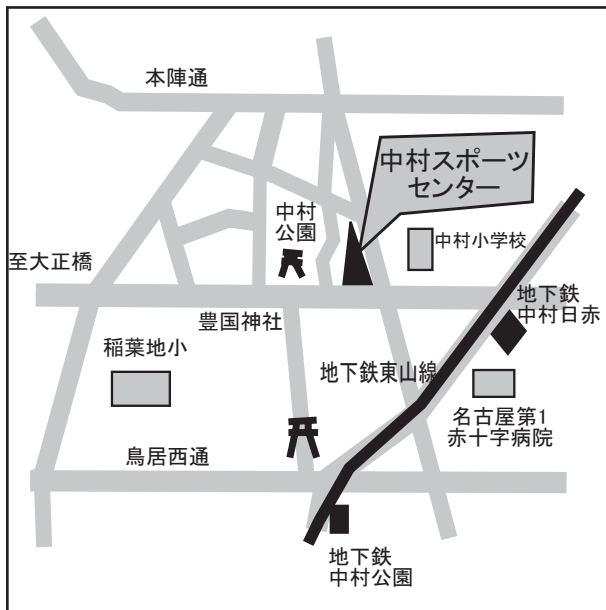 本陣通
中村スポーツ
センター
中村
公園
中村小学校
至大正橋
地下鉄
中村日赤
豊国神社
稲葉地小
地下鉄東山線
名古屋第1
赤十字病院
鳥居西通
地下鉄
中村公園